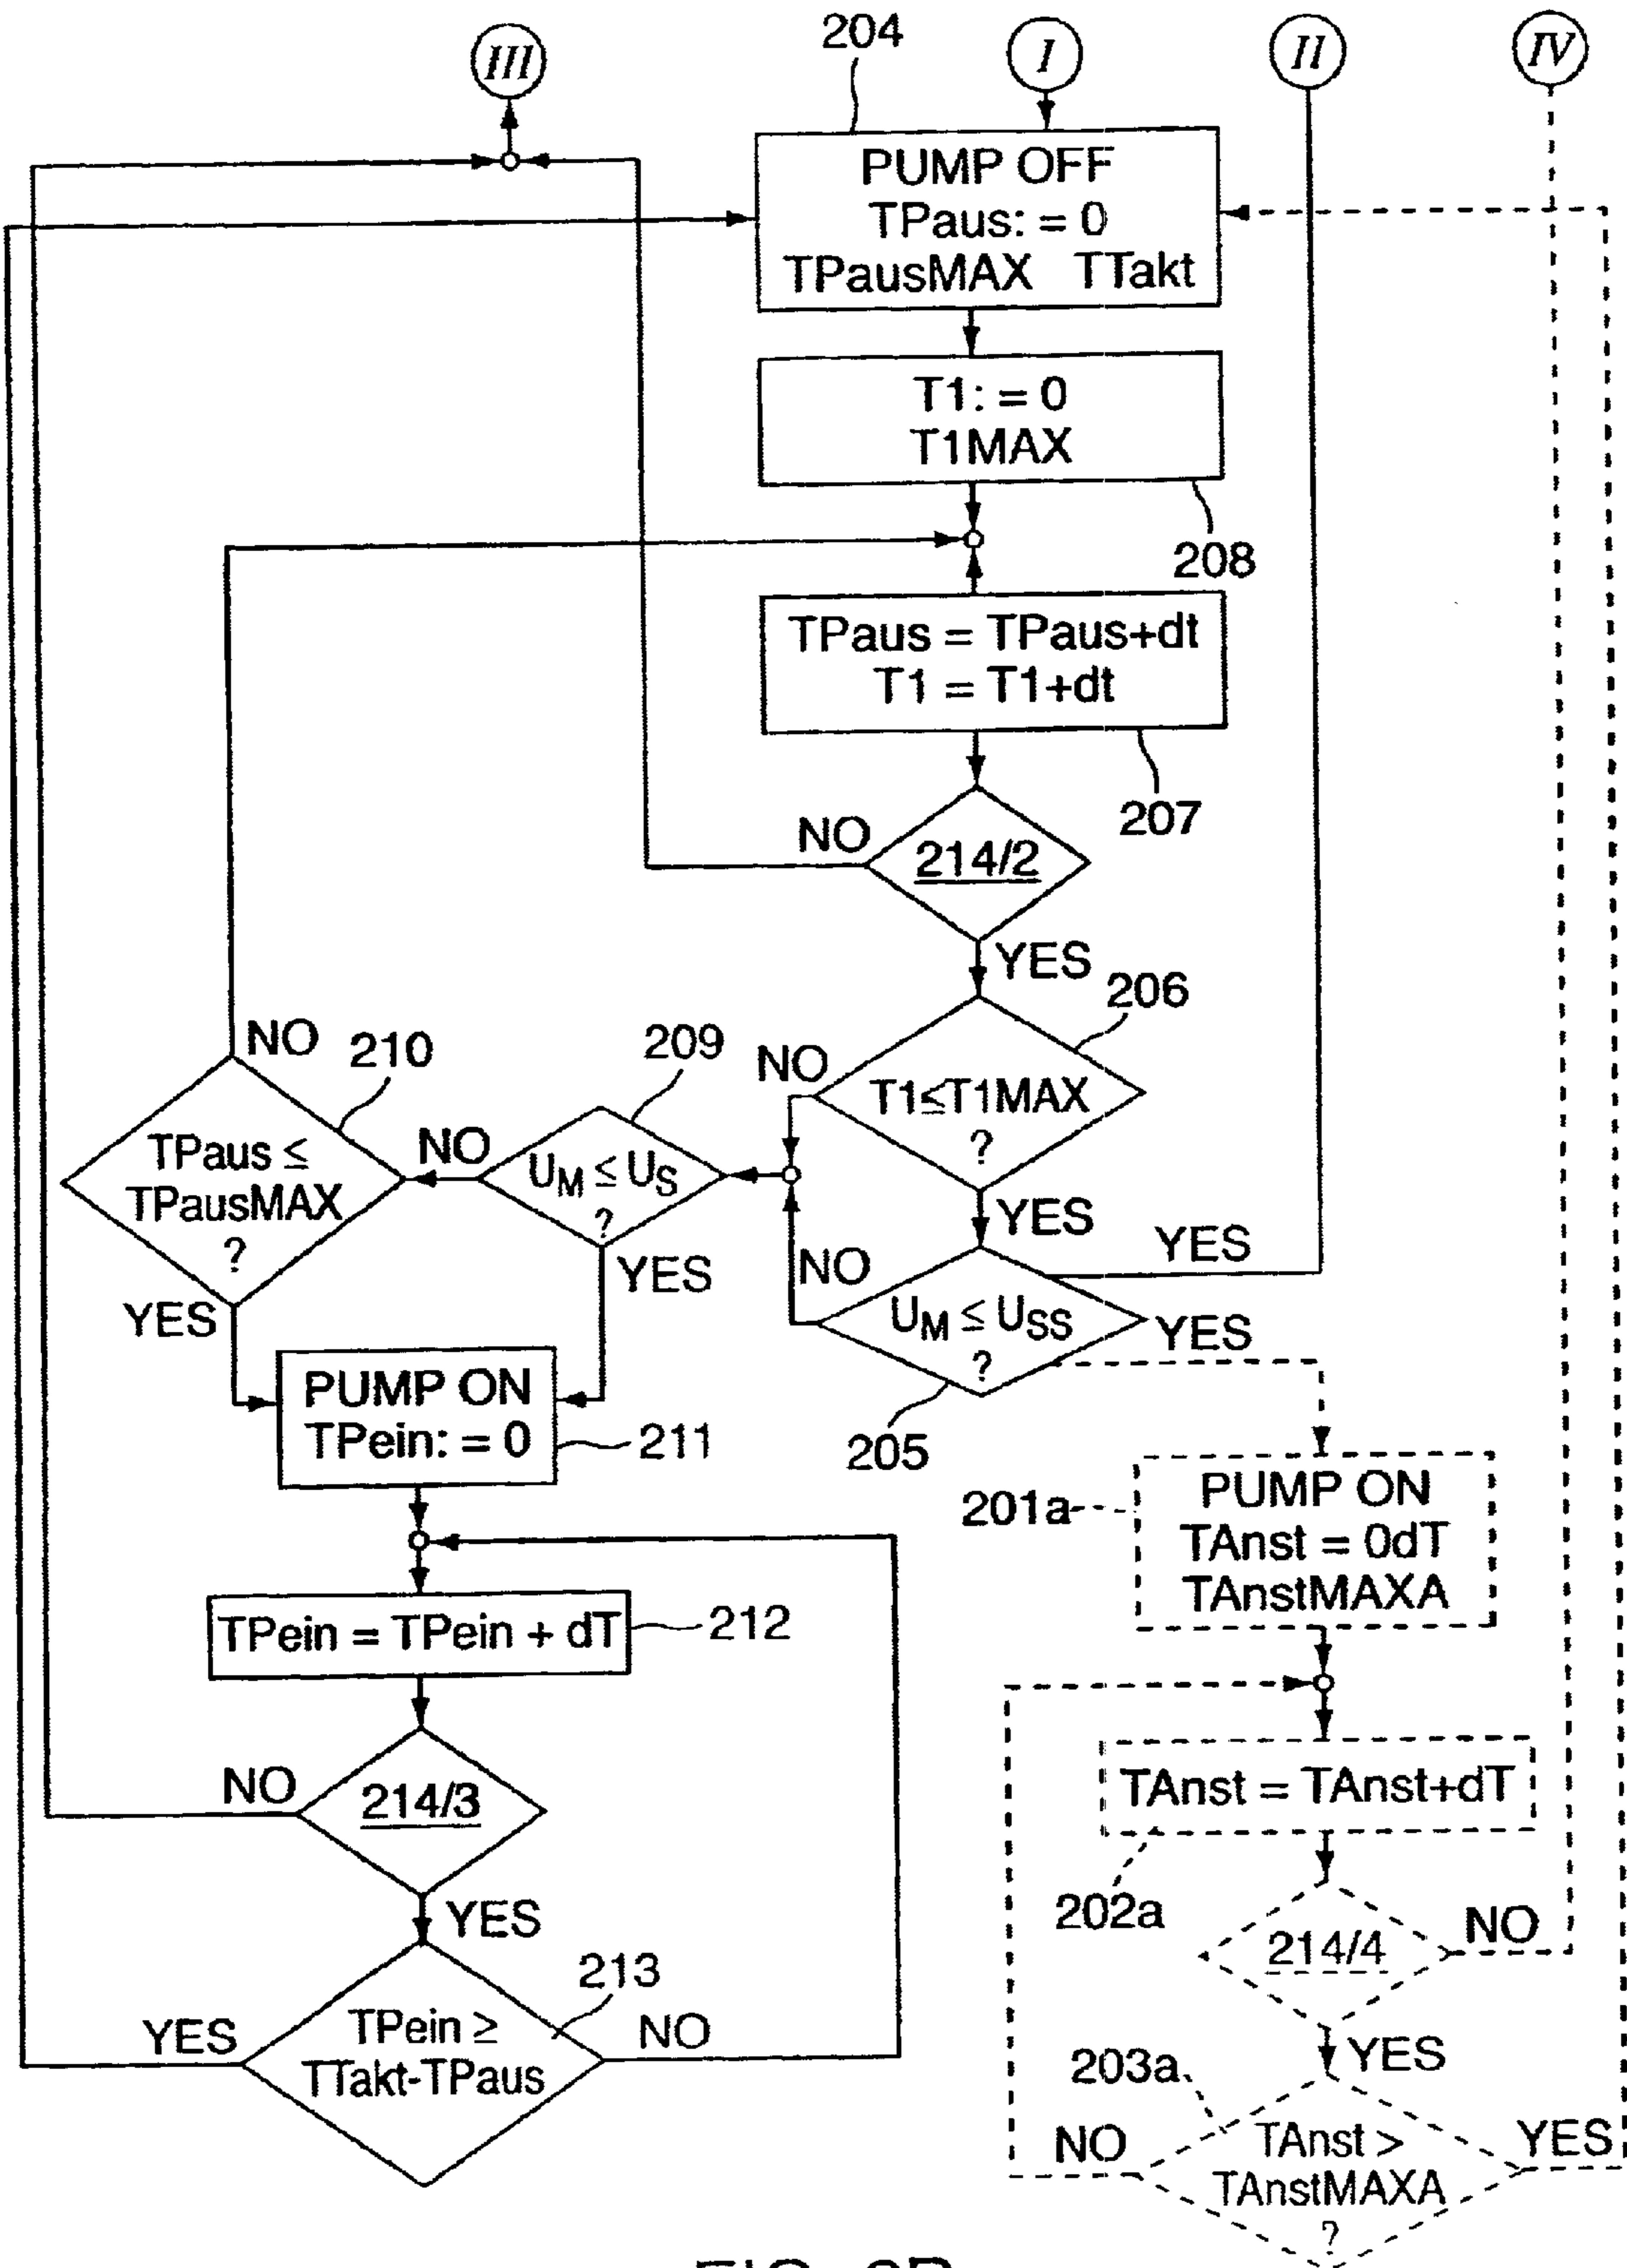 III
204
I
II
IV
PUMP OFF
TPaus: = 0
TPausMAX TTakt
T1: = 0
T1MAX
208
TPaus = TPaus+dt
T1 = T1+dt
207
NO
214/2
YES
206
NO
T1≤T1MAX
?
YES
NO
210
209
TPaus ≤
TPausMAX
?
NO
UM ≤ US
?
YES
YES
NO
UM ≤ USS
?
YES
YES
205
PUMP ON
TPein: = 0
211
201a
PUMP ON
TAnst = 0dT
TAnstMAXA
TPein = TPein + dT
212
TAnst = TAnst+dT
202a
NO
214/3
YES
214/4
NO
YES
213
YES
TPein ≥
TTakt-TPaus
NO
203a
NO
TAnst >
TAnstMAXA
?
YES